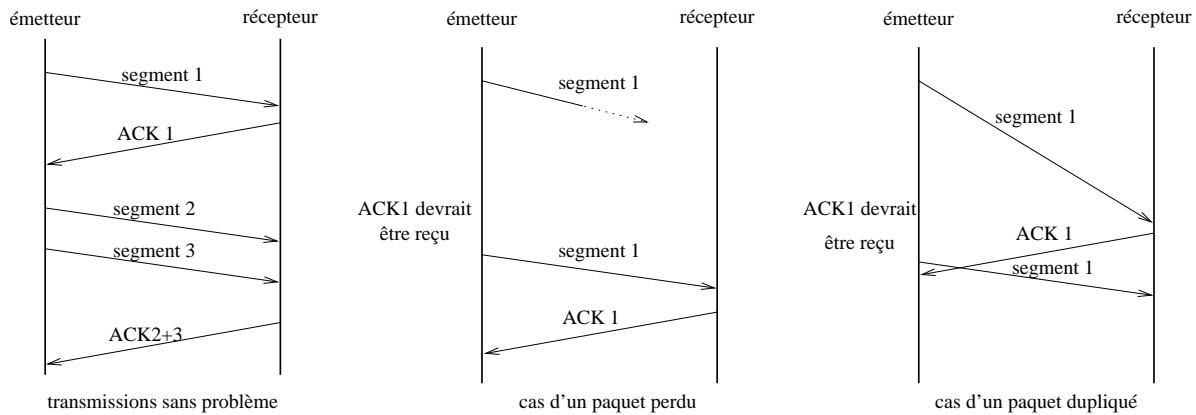 émetteur
récepteur
segment 1
ACK 1
segment 2
segment 3
ACK2+3
transmissions sans problème
émetteur
récepteur
segment 1
ACK1 devrait
être reçu
segment 1
ACK 1
cas d'un paquet perdu
émetteur
récepteur
segment 1
ACK1 devrait
être reçu
ACK 1
segment 1
cas d'un paquet dupliqué